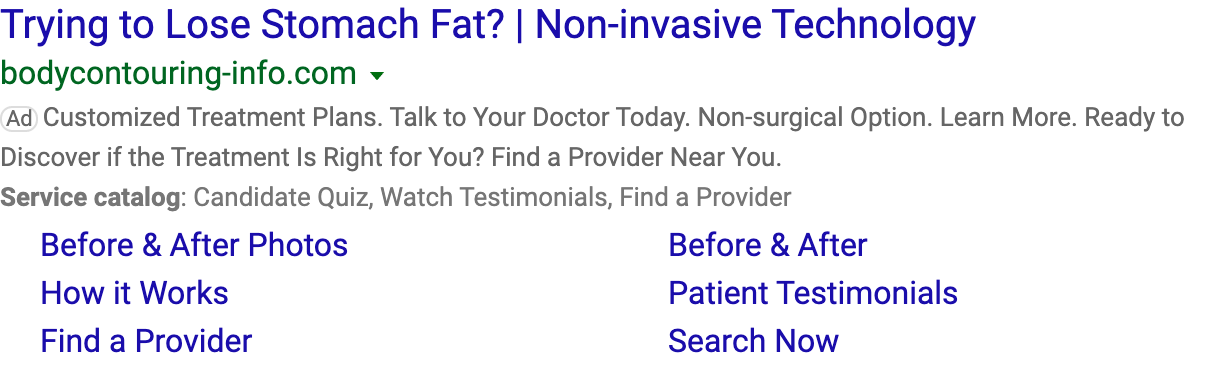 Trying to Lose Stomach Fat? | Non-invasive Technology
bodycontouring-info.com
Ad Customized Treatment Plans. Talk to Your Doctor Today. Non-surgical Option. Learn More. Ready to
Discover if the Treatment Is Right for You? Find a Provider Near You.
Service catalog: Candidate Quiz, Watch Testimonials, Find a Provider
Before & After Photos
Before & After
How it Works
Patient Testimonials
Find a Provider
Search Now